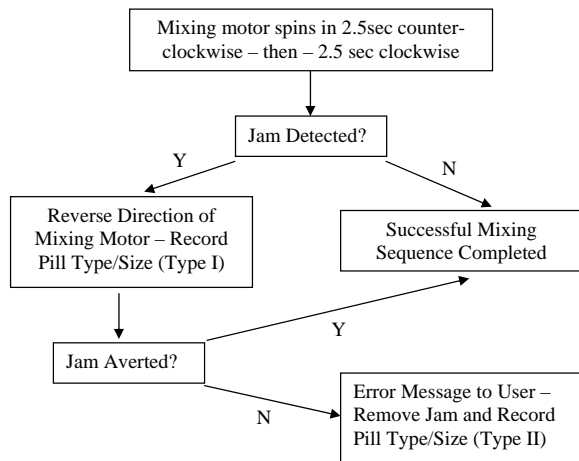 Mixing motor spins in 2.5sec counter-
clockwise – then – 2.5 sec clockwise
Jam Detected?
Y
N
Reverse Direction of
Mixing Motor – Record
Pill Type/Size (Type I)
Successful Mixing
Sequence Completed
Y
Jam Averted?
N
Error Message to User –
Remove Jam and Record
Pill Type/Size (Type II)